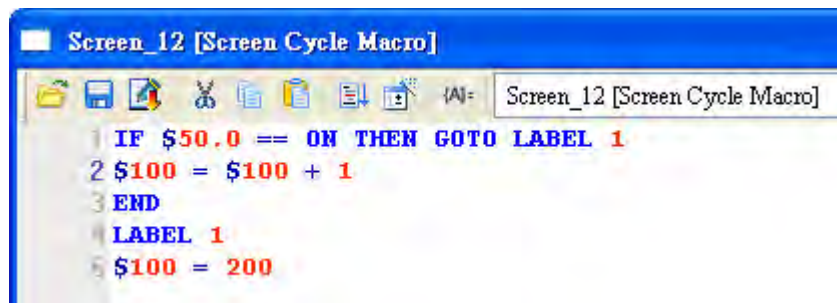 Screen_12 [Screen Cycle Macro]
{A}= Screen_12 [Screen Cycle Macro]
1 IF $50.0 == ON THEN GOTO LABEL 1
2 $100 = $100 + 1
3 END
4 LABEL 1
5 $100 = 200